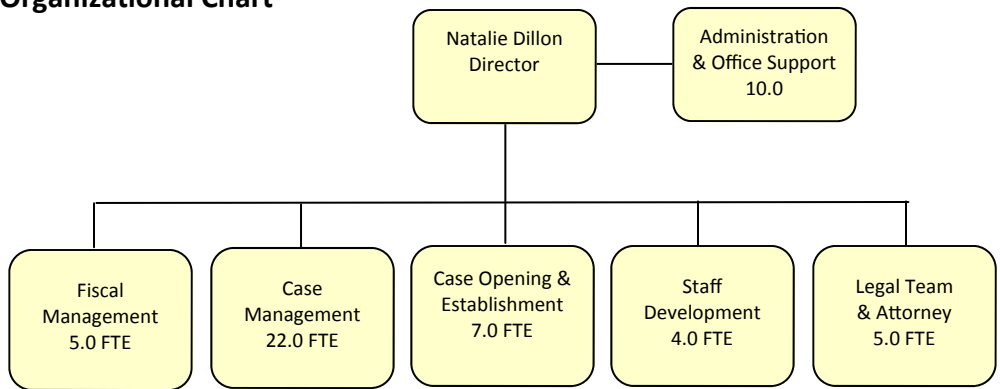 Organizational Chart
Natalie Dillon
Director
Administration
& Office Support
10.0
Fiscal
Management
5.0 FTE
Case
Management
22.0 FTE
Case Opening &
Establishment
7.0 FTE
Staff
Development
4.0 FTE
Legal Team
& Attorney
5.0 FTE